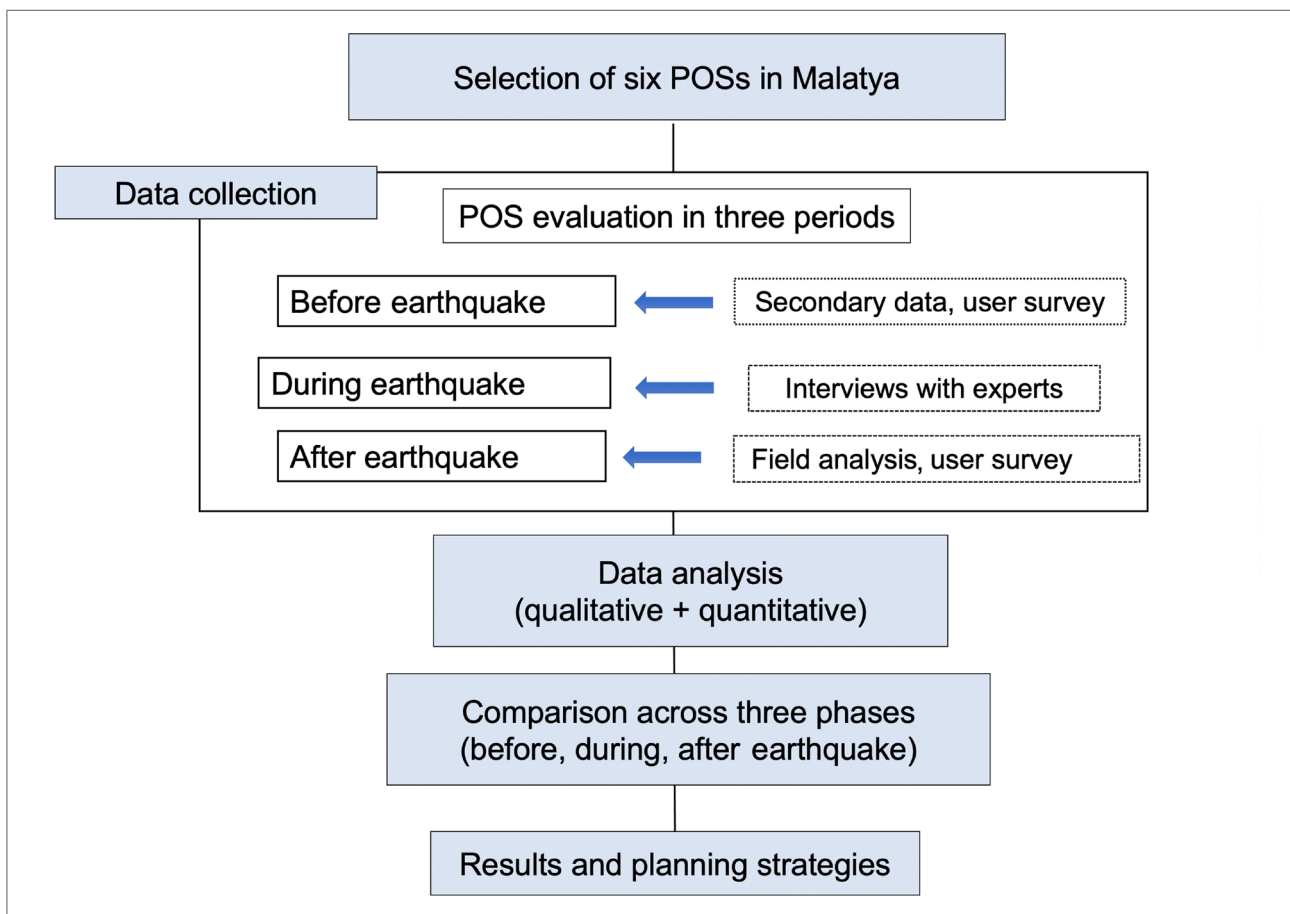 Selection of six POSs in Malatya
Data collection
POS evaluation in three periods
Before earthquake
Secondary data, user survey
During earthquake
Interviews with experts
After earthquake
Field analysis, user survey
Data analysis
(qualitative + quantitative)
Comparison across three phases
(before, during, after earthquake)
Results and planning strategies